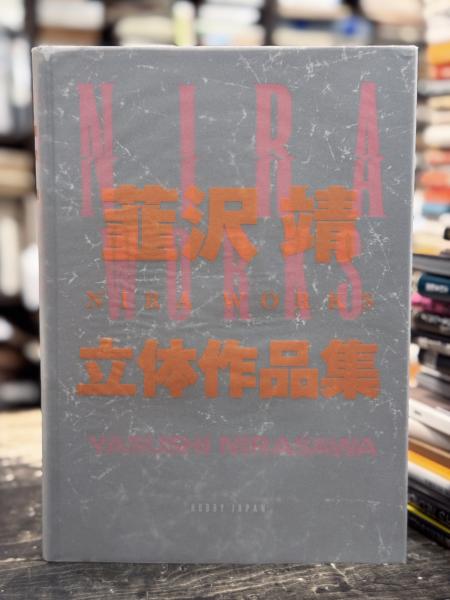 NIRA
韮沢 靖
WORKS
NIRA WORKS
立体作品集
YASUSHI NIRASAWA
HOBBY JAPAN